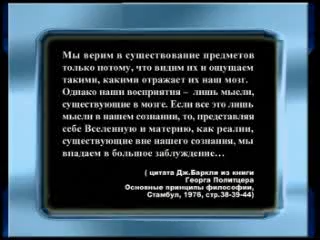 Мы верим в существование предметов
только потому, что видим их и ощущаем
такими, какими отражает их наш мозг.
Однако наши восприятия – лишь мысли,
существующие в мозге. Если все это лишь
мысли в нашем сознании, то, представляя
себе Вселенную и материю, как реалии,
существующие вне нашего сознания, мы
впадаем в большое заблуждение...
( цитата Дж.Баркли из книги
Георга Политцера
Основные принципы философии,
Стамбул, 1976, стр.38-39-44)